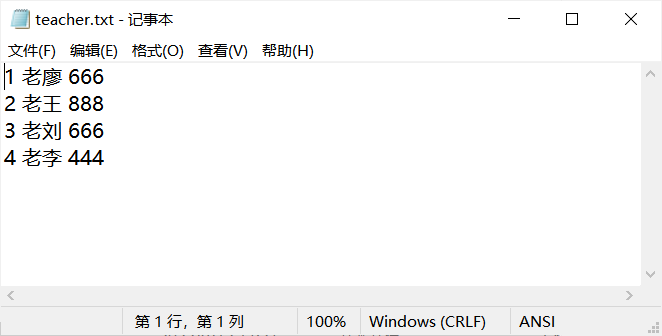 teacher.txt - 记事本
文件(F) 编辑(E) 格式(O) 查看(V) 帮助(H)
1 老廖 666
2 老王 888
3 老刘 666
4 老李 444
第 1 行，第 1 列 100% Windows (CRLF) ANSI